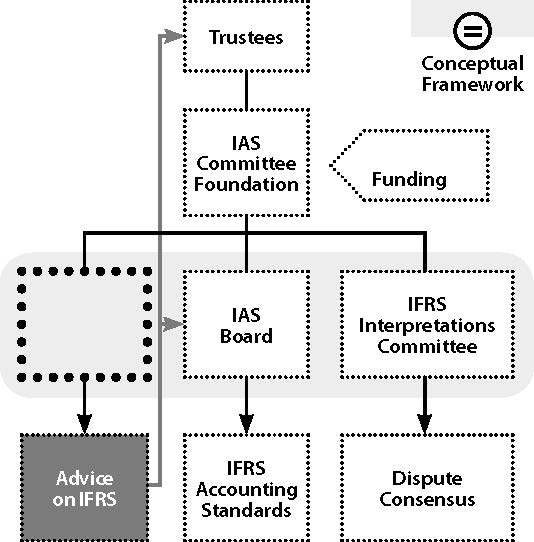 Trustees
=
Conceptual
Framework
IAS
Committee
Foundation
Funding
IAS
Board
IFRS
Interpretations
Committee
Advice
on IFRS
IFRS
Accounting
Standards
Dispute
Consensus